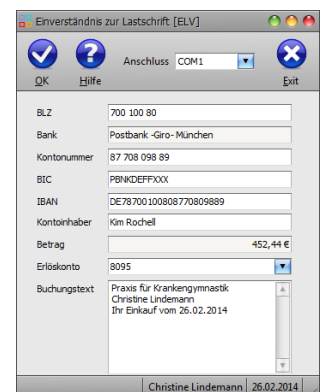 Einverständnis zur Lastschrift [ELV]
Anschluss COM1
OK Hilfe Exit
BLZ 700 100 80
Bank Postbank -Giro- München
Kontonummer 87 708 098 89
BIC PBNKDEFFXXX
IBAN DE78700100808770809889
Kontoinhaber Kim Rochell
Betrag 452,44 €
Erlöskonto 8095
Buchungstext Praxis für Krankengymnastik
Christine Lindemann
Ihr Einkauf vom 26.02.2014
Christine Lindemann 26.02.2014